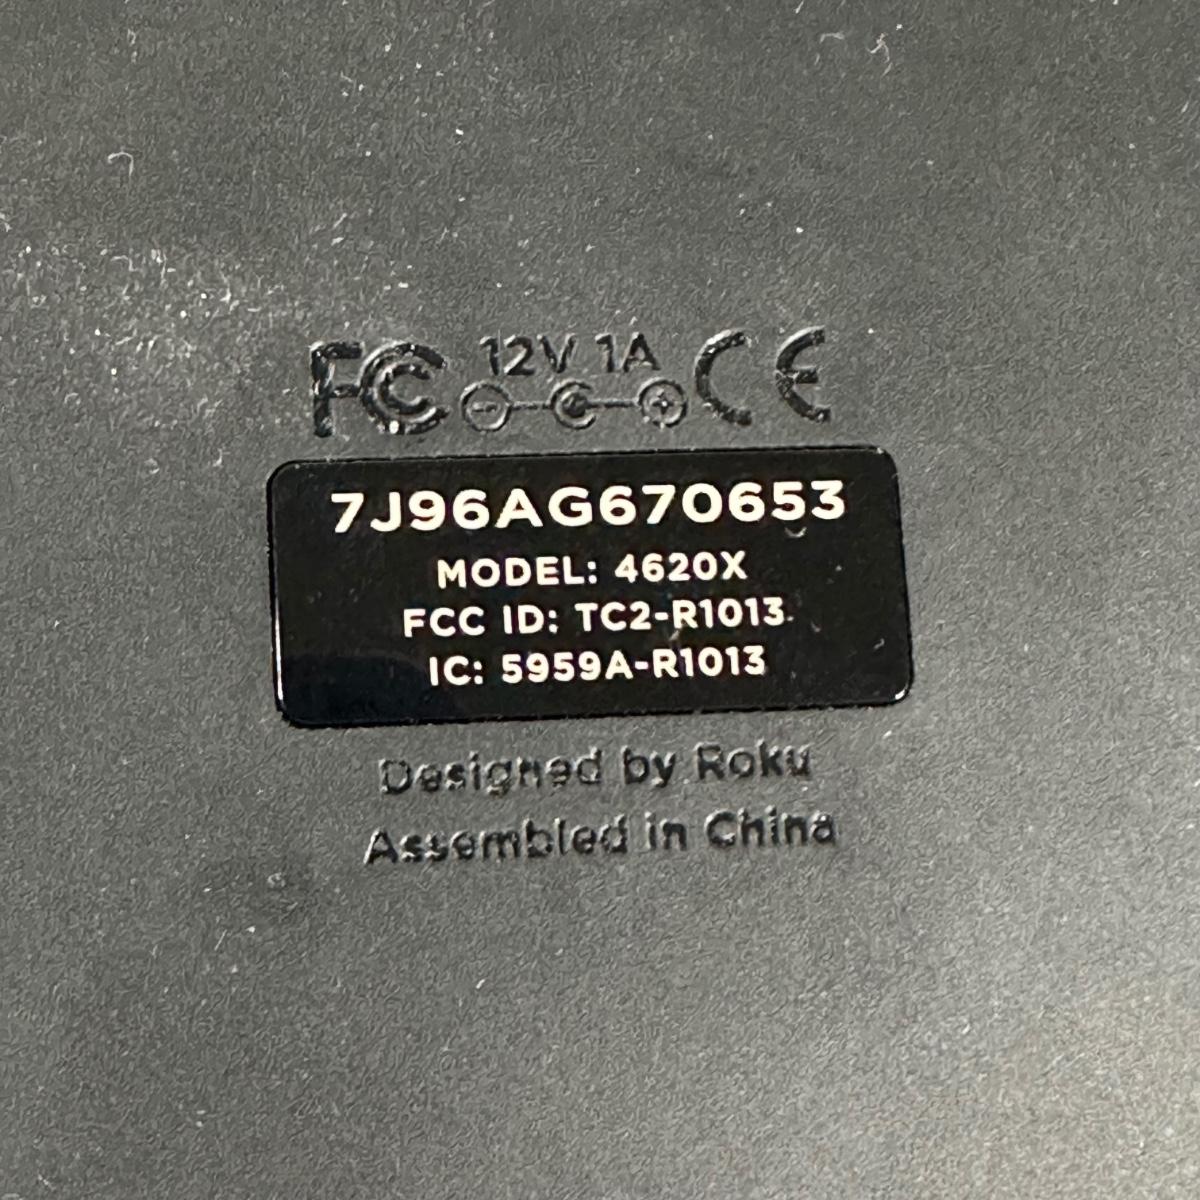 FC 12V 1A CE
7J96AG670653
MODEL: 4620X
FCC ID: TC2-R1013
IC: 5959A-R1013
Designed by Roku
Assembled in China